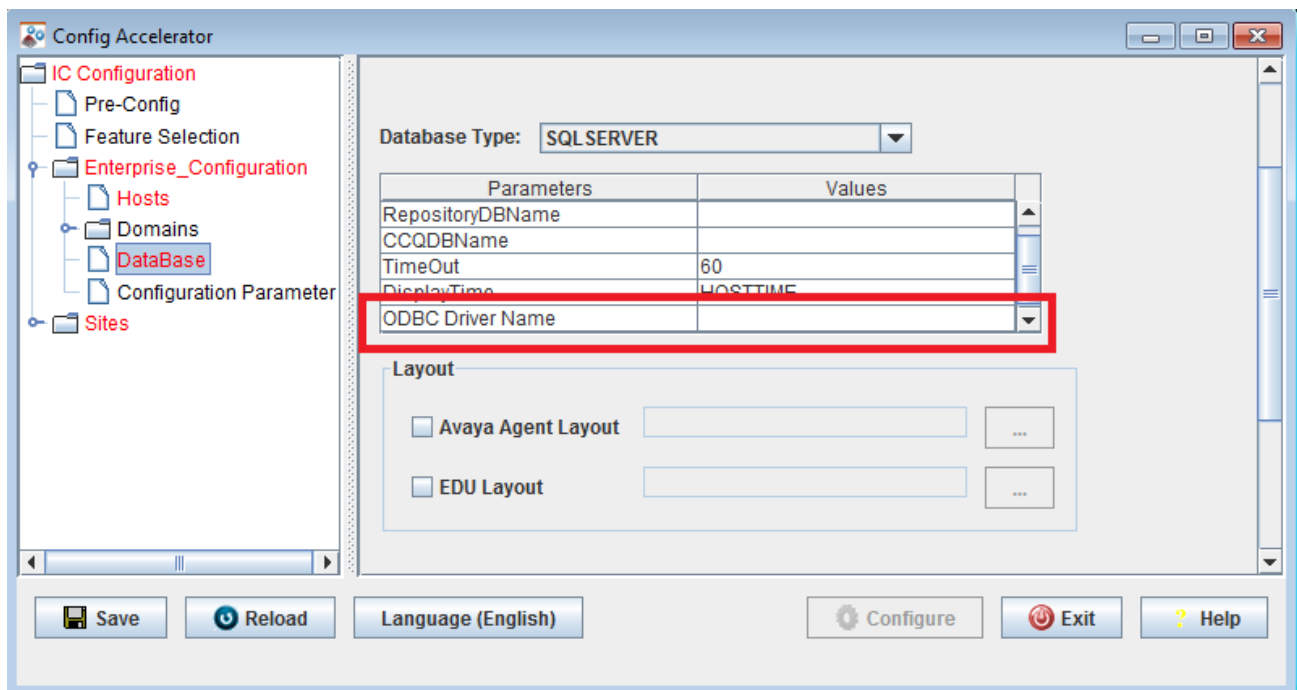 Config Accelerator
IC Configuration
Pre-Config
Feature Selection
Enterprise_Configuration
Hosts
Domains
DataBase
Configuration Parameter
Sites
Database Type: SQLSERVER
Parameters Values
RepositoryDBName
CCQDBName
TimeOut 60
DisplayTime HOSTTIME
ODBC Driver Name
Layout
Avaya Agent Layout ...
EDU Layout ...
Save Reload Language (English) Configure Exit ? Help